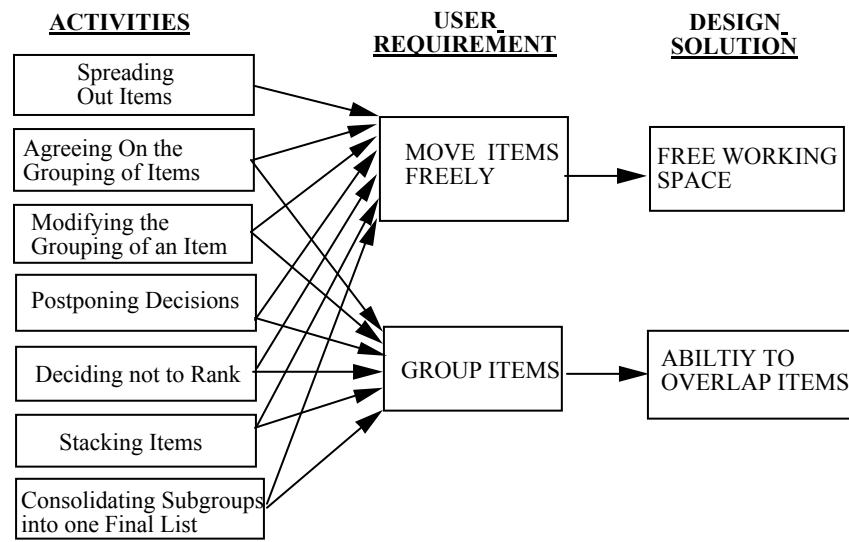 ACTIVITIES
USER
REQUIREMENT
DESIGN
SOLUTION
Spreading
Out Items
Agreeing On the
Grouping of Items
Modifying the
Grouping of an Item
Postponing Decisions
Deciding not to Rank
Stacking Items
Consolidating Subgroups
into one Final List
MOVE ITEMS
FREELY
GROUP ITEMS
FREE WORKING
SPACE
ABILTIY TO
OVERLAP ITEMS